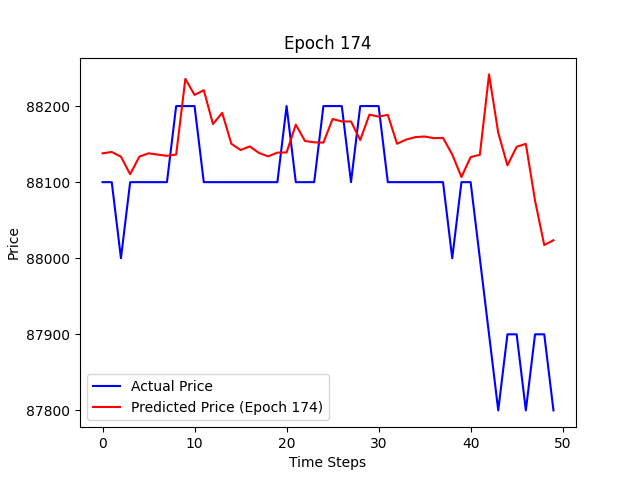 Epoch 174
Price
88200
88100
88000
87900
87800
Actual Price
Predicted Price (Epoch 174)
0 10 20 30 40 50
Time Steps